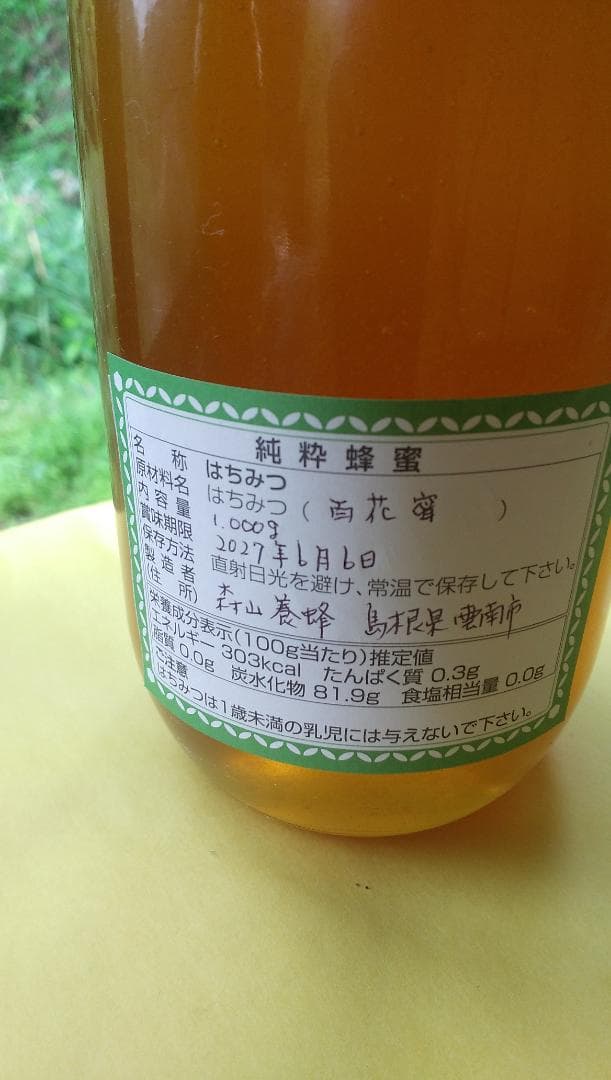 純粋蜂蜜
名称 はちみつ
原材料名 はちみつ(百花蜜)
内容量 1.000g
賞味期限 2027年6月6日
保存方法 直射日光を避け、常温で保存して下さい。
製造者 森山養蜂 島根県雲南市
(住所)
栄養成分表示(100g当たり)推定値
エネルギー 303kcal たんぱく質 0.3g
脂質 0.0g 炭水化物 81.9g 食塩相当量 0.0g
ご注意
はちみつは1歳未満の乳児には与えないで下さい。